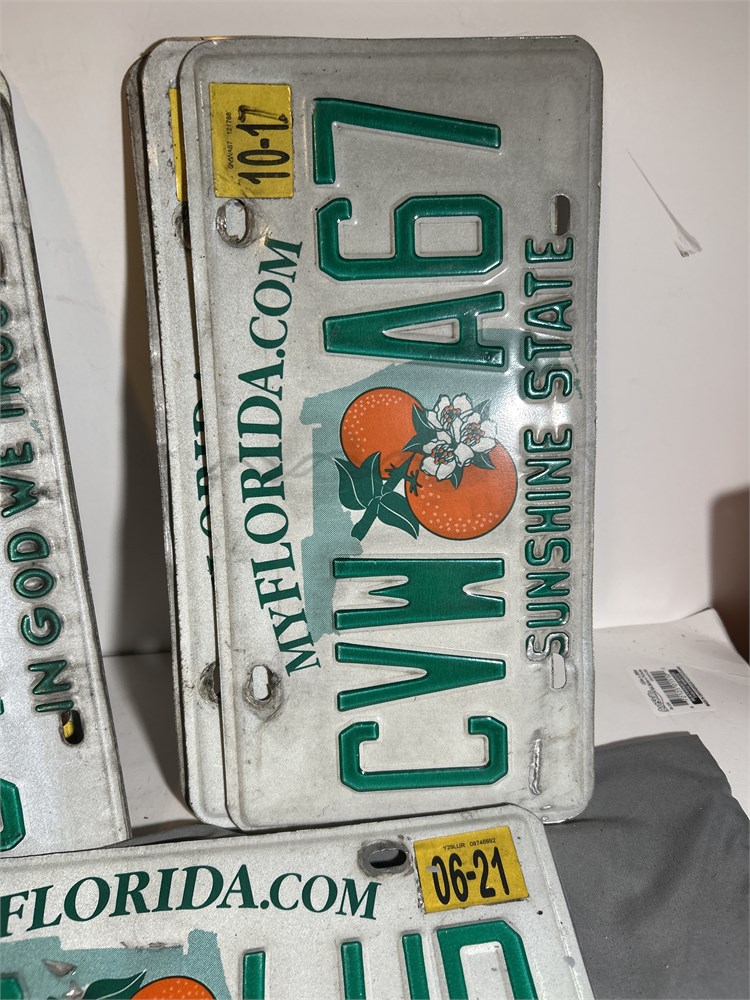 10-17
MYFLORIDA.COM
CVW A67
SUNSHINE STATE
IN GOD WE
FLORIDA.COM
06-21